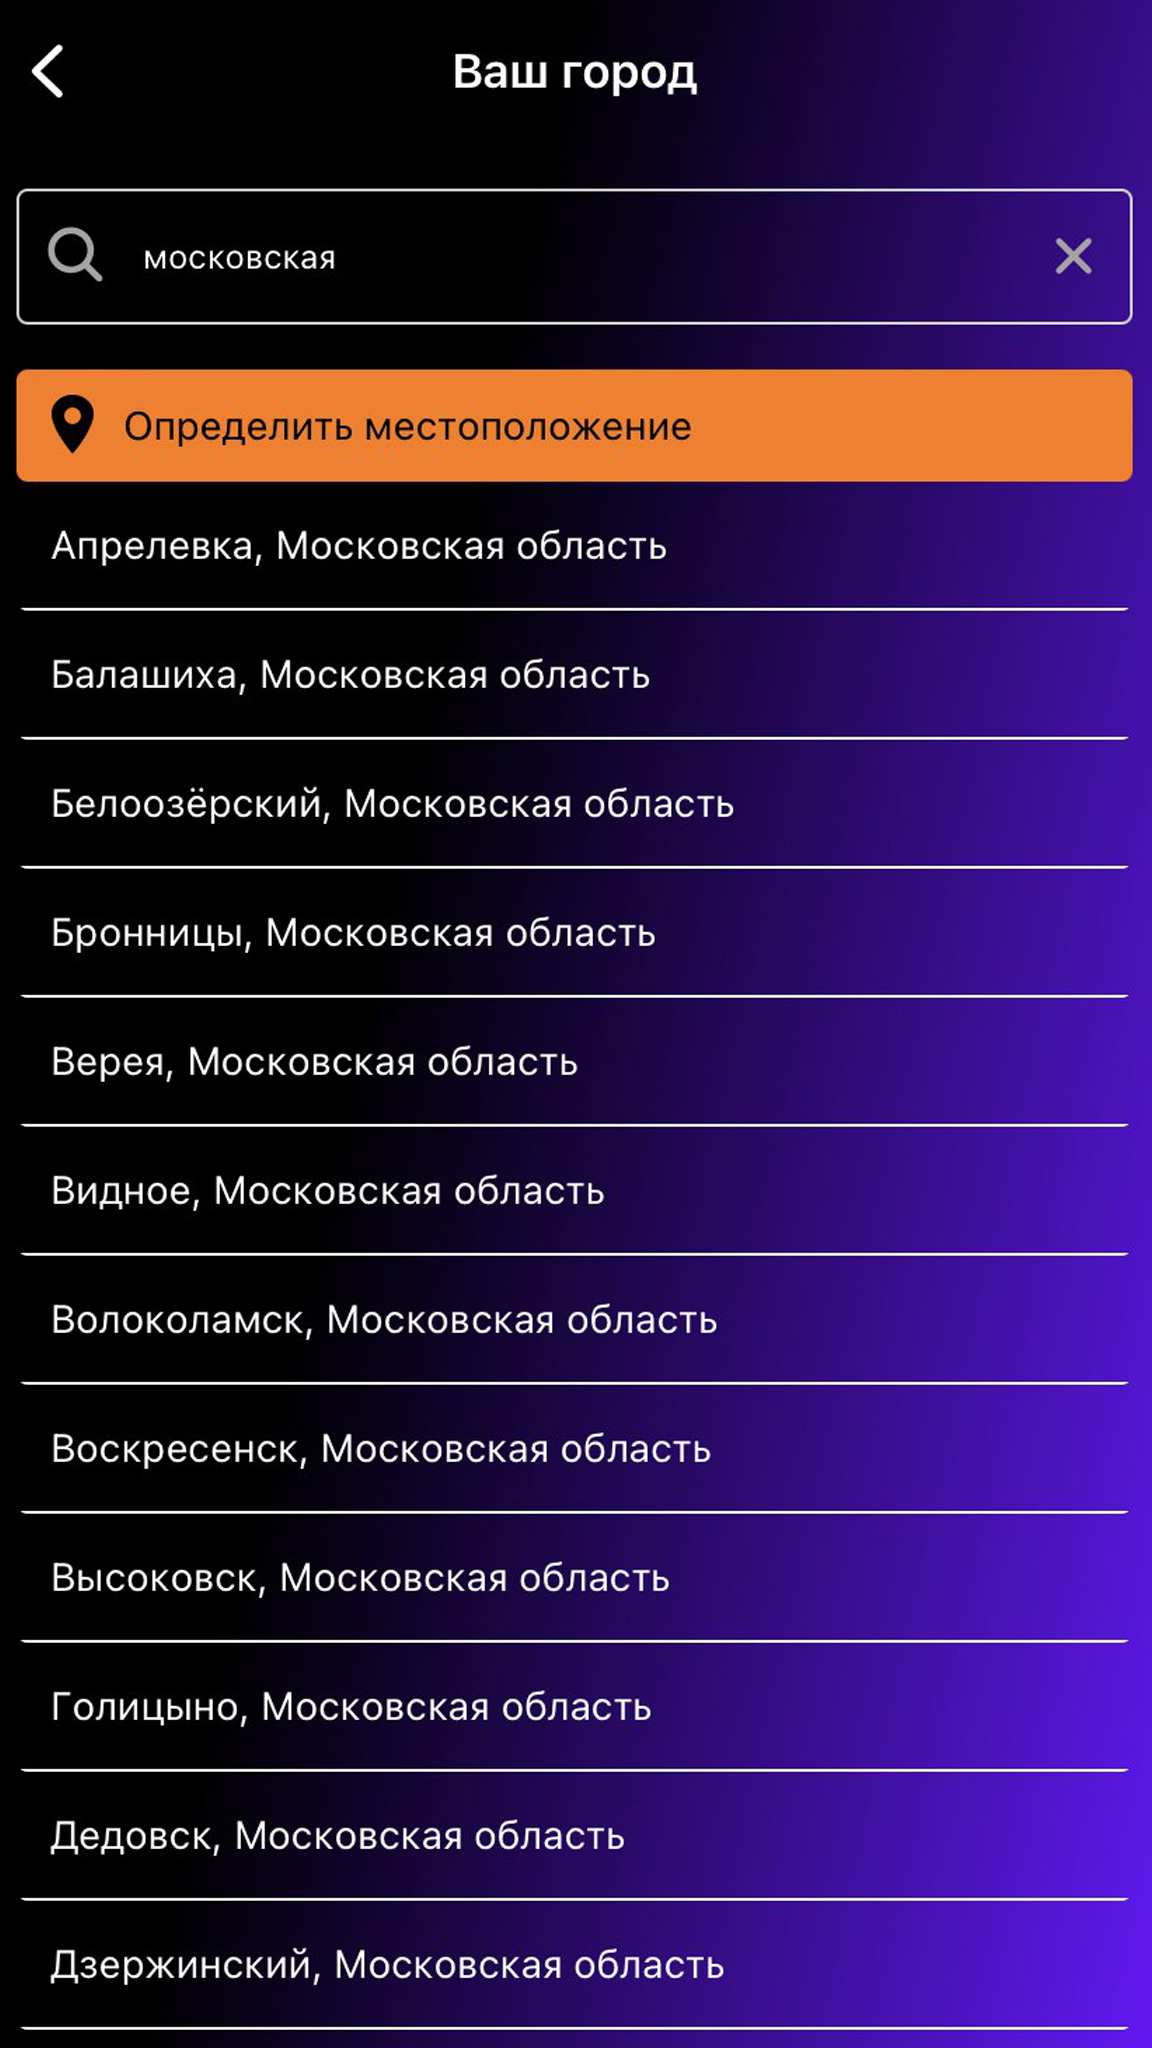 Ваш город
московская
Определить местоположение
Апрелевка, Московская область
Балашиха, Московская область
Белоозёрский, Московская область
Бронницы, Московская область
Верея, Московская область
Видное, Московская область
Волоколамск, Московская область
Воскресенск, Московская область
Высоковск, Московская область
Голицыно, Московская область
Дедовск, Московская область
Дзержинский, Московская область